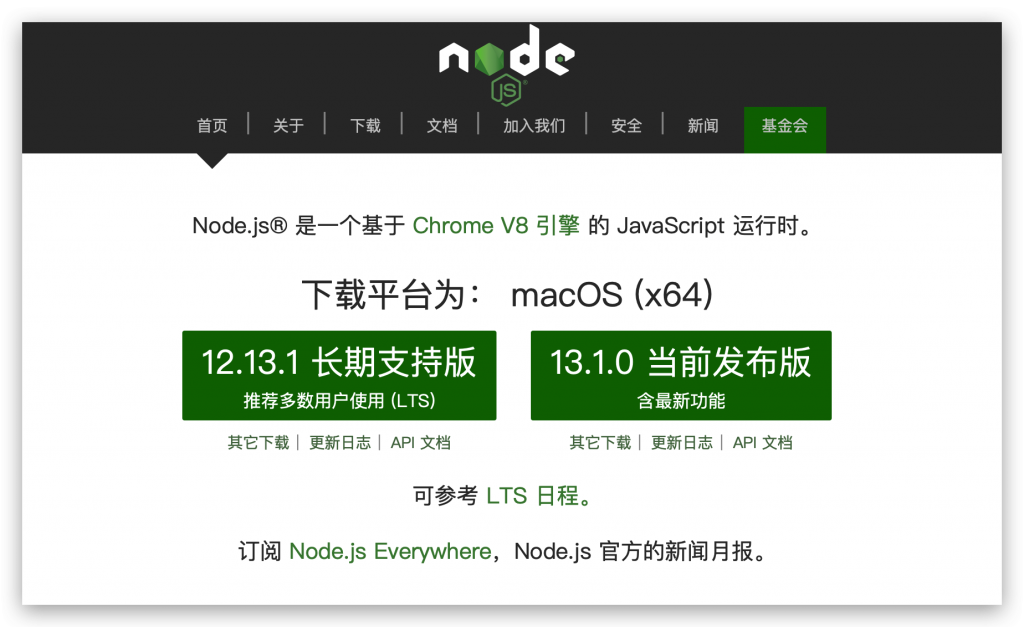 node
JS®
首页 | 关于 | 下载 | 文档 | 加入我们 | 安全 | 新闻 基金会
Node.js® 是一个基于 Chrome V8 引擎 的 JavaScript 运行时。
下载平台为： macOS (x64)
12.13.1 长期支持版 13.1.0 当前发布版
推荐多数用户使用 (LTS) 含最新功能
其它下载 | 更新日志 | API 文档 其它下载 | 更新日志 | API 文档
可参考 LTS 日程。
订阅 Node.js Everywhere，Node.js 官方的新闻月报。